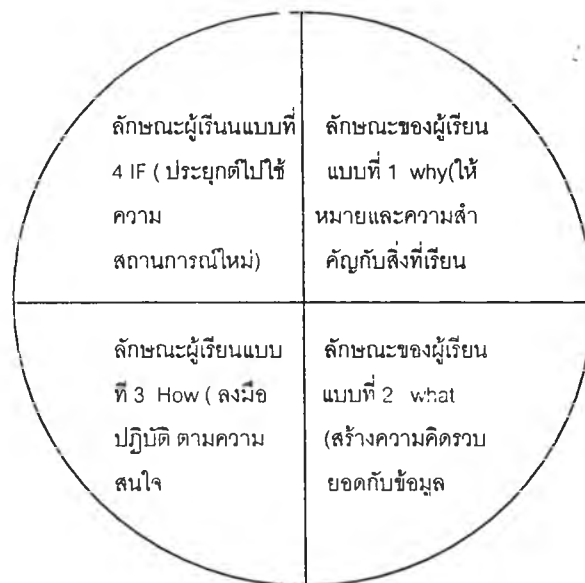 ลักษณะผู้เรีนนแบบที่
4 IF ( ประยุกต์ไปใช้
ความ
สถานการณ์ใหม่)
ลักษณะของผู้เรียน
แบบที่ 1 why(ให้
หมายและความสำ
คัญกับสิ่งที่เรียน
ลักษณะผู้เรียนแบบ
ที่ 3 How ( ลงมือ
ปฏิบัติ ตามความ
สนใจ
ลักษณะของผู้เรียน
แบบที่ 2 what
(สร้างความคิดรวบ
ยอดกับข้อมูล